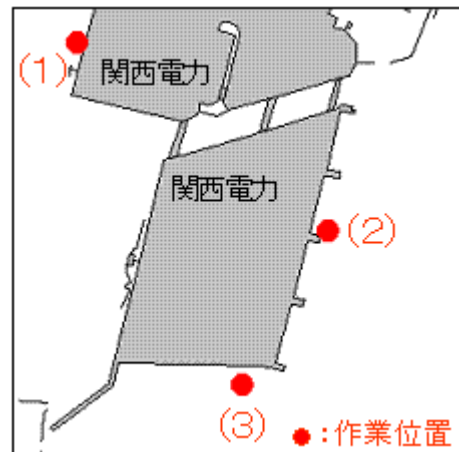 (1)
関西電力
関西電力
(2)
(3)
●:作業位置